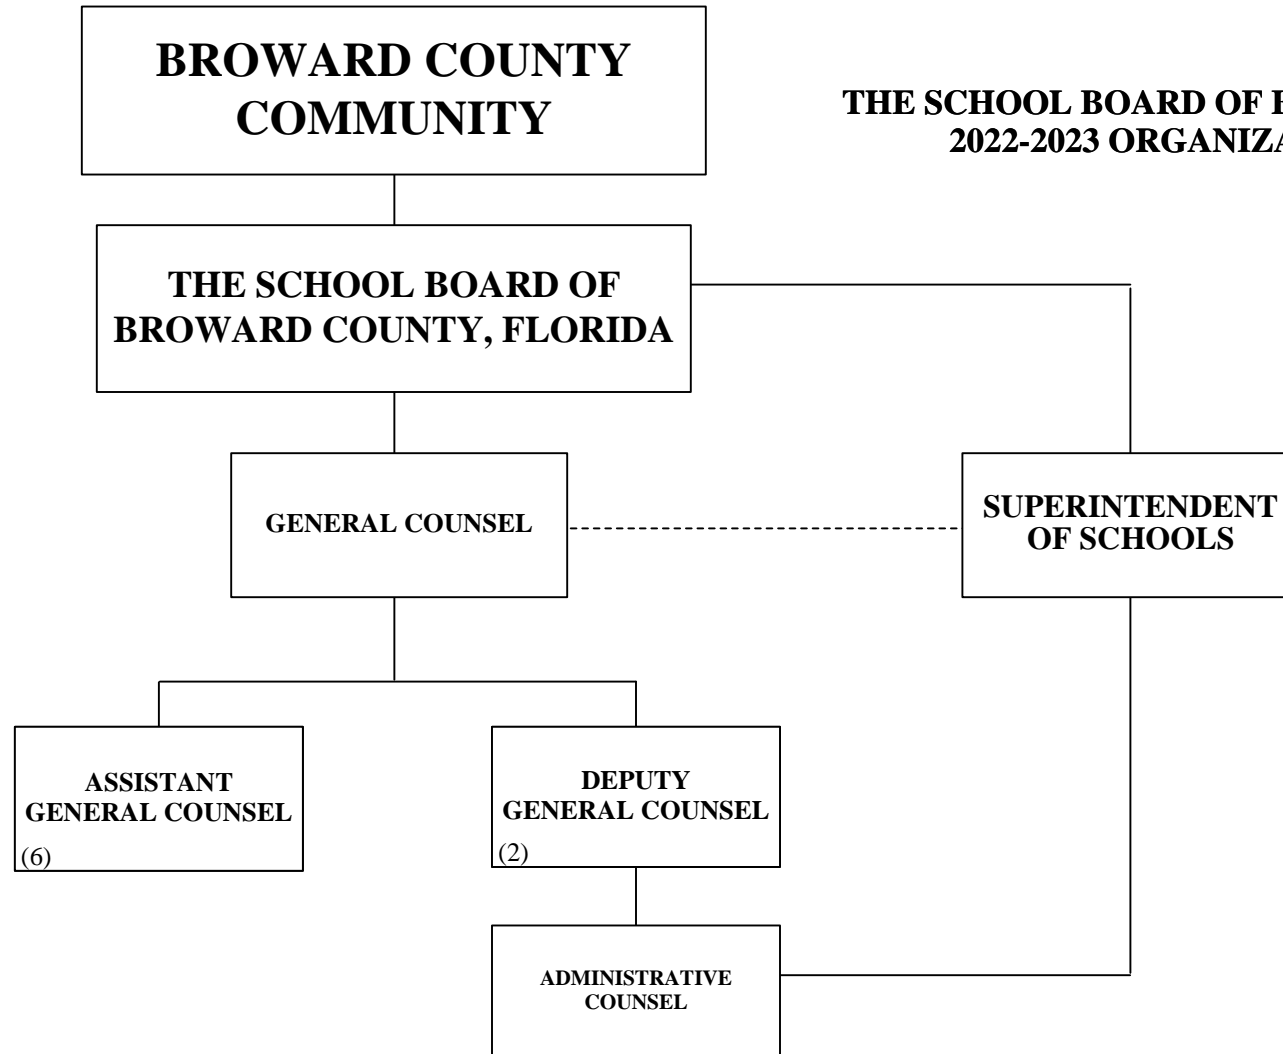 BROWARD COUNTY
COMMUNITY
THE SCHOOL BOARD OF
2022-2023
THE SCHOOL BOARD OF
BROWARD COUNTY, FLORIDA
GENERAL COUNSEL
SUPERINTENDENT
OF SCHOOLS
ASSISTANT
GENERAL COUNSEL
(6)
DEPUTY
GENERAL COUNSEL
(2)
ADMINISTRATIVE
COUNSEL